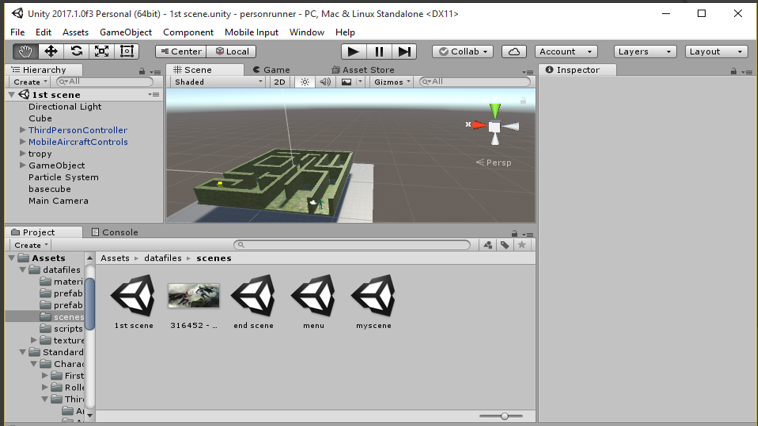 Unity 2017.1.0f3 Personal (64bit) - 1st scene.unity - personrunner - PC, Mac & Linux Standalone <DX11>
File Edit Assets GameObject Component Mobile Input Window Help
Center Local Collab Account Layers Layout
Hierarchy Scene Game Asset Store Inspector
Create All Shaded 2D Gizmos All
1st scene
Directional Light
Cube
ThirdPersonController
MobileAircraftControls
tropy
GameObject
Particle System
basecube
Main Camera
x
Persp
Project Console
Create
Assets Assets datafiles scenes
datafiles
materi
prefab
prefab
scenes
scripts
texture
Standard
Charac
First
Rolle
Third
1st scene 316452 - ... end scene menu myscene